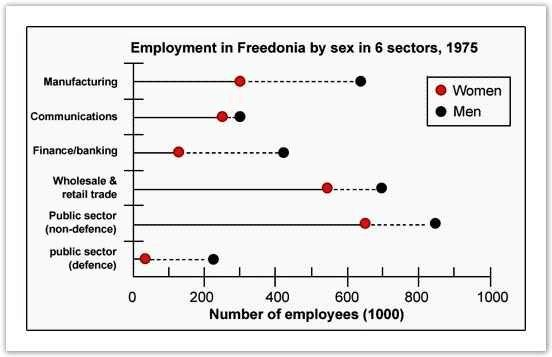 Employment in Freedonia by sex in 6 sectors, 1975
Manufacturing
Communications
Finance/banking
Wholesale &
retail trade
Public sector
(non-defence)
public sector
(defence)
Women
Men
0 200 400 600 800 1000
Number of employees (1000)